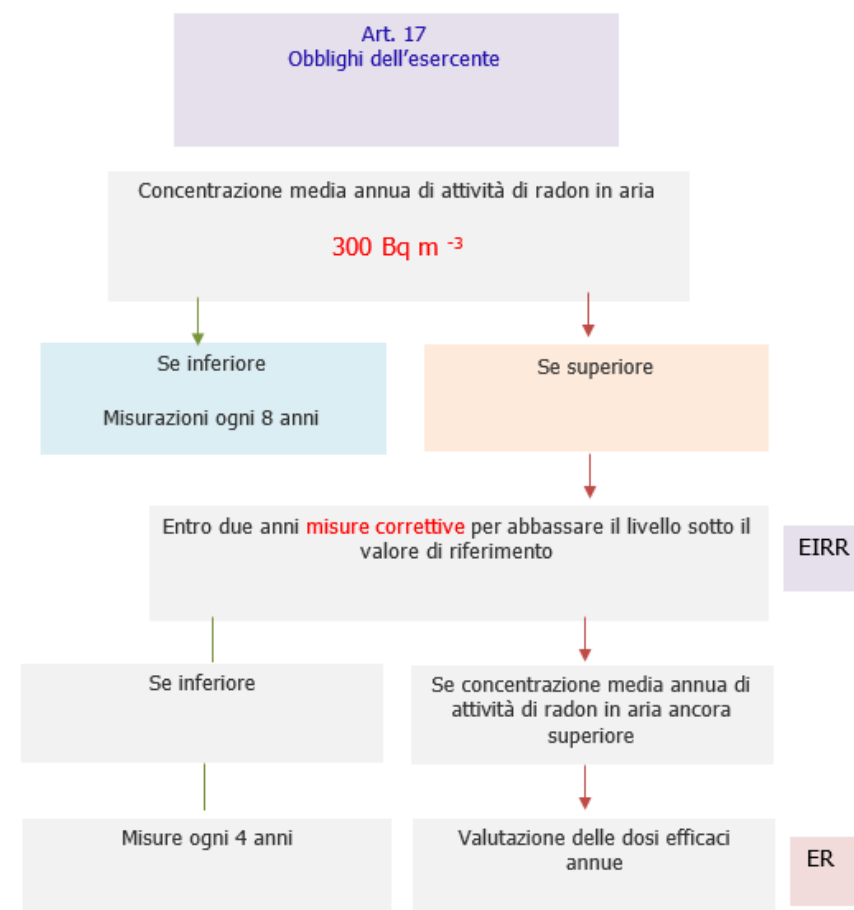 Art. 17
Obblighi dell'esercente
Concentrazione media annua di attività di radon in aria
300 Bq m -3
Se inferiore
Misurazioni ogni 8 anni
Se superiore
Entro due anni misure correttive per abbassare il livello sotto il
valore di riferimento
EIRR
Se inferiore
Se concentrazione media annua di
attività di radon in aria ancora
superiore
Misure ogni 4 anni
Valutazione delle dosi efficaci
annue
ER